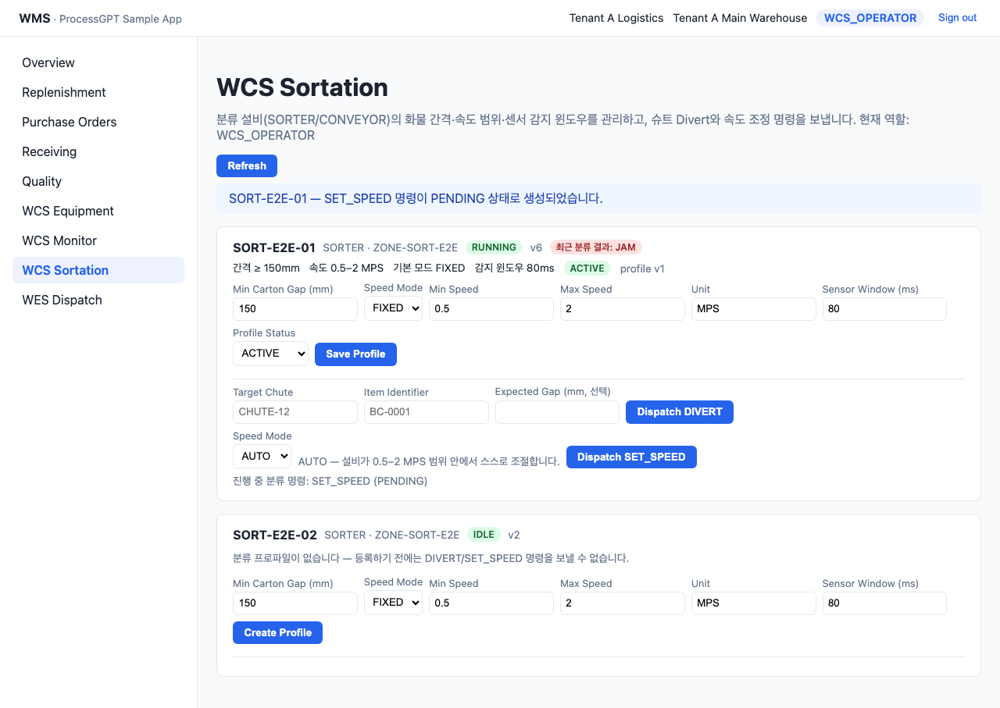 WMS · ProcessGPT Sample App
Tenant A Logistics Tenant A Main Warehouse WCS_OPERATOR Sign out
Overview
Replenishment
Purchase Orders
Receiving
Quality
WCS Equipment
WCS Monitor
WCS Sortation
WES Dispatch
WCS Sortation
분류 설비(SORTER/CONVEYOR)의 화물 간격·속도 범위·센서 감지 윈도우를 관리하고, 슈트 Divert와 속도 조정 명령을 보냅니다. 현재 역할:
WCS_OPERATOR
Refresh
SORT-E2E-01 — SET_SPEED 명령이 PENDING 상태로 생성되었습니다.
SORT-E2E-01 SORTER · ZONE-SORT-E2E RUNNING v6 최근 분류 결과: JAM
간격 ≥ 150mm 속도 0.5–2 MPS 기본 모드 FIXED 감지 윈도우 80ms ACTIVE profile v1
Min Carton Gap (mm) Speed Mode Min Speed Max Speed Unit Sensor Window (ms)
150 FIXED 0.5 2 MPS 80
Profile Status
ACTIVE Save Profile
Target Chute Item Identifier Expected Gap (mm, 선택)
CHUTE-12 BC-0001 Dispatch DIVERT
Speed Mode
AUTO AUTO — 설비가 0.5–2 MPS 범위 안에서 스스로 조절합니다. Dispatch SET_SPEED
진행 중 분류 명령: SET_SPEED (PENDING)
SORT-E2E-02 SORTER · ZONE-SORT-E2E IDLE v2
분류 프로파일이 없습니다 — 등록하기 전에는 DIVERT/SET_SPEED 명령을 보낼 수 없습니다.
Min Carton Gap (mm) Speed Mode Min Speed Max Speed Unit Sensor Window (ms)
150 FIXED 0.5 2 MPS 80
Create Profile